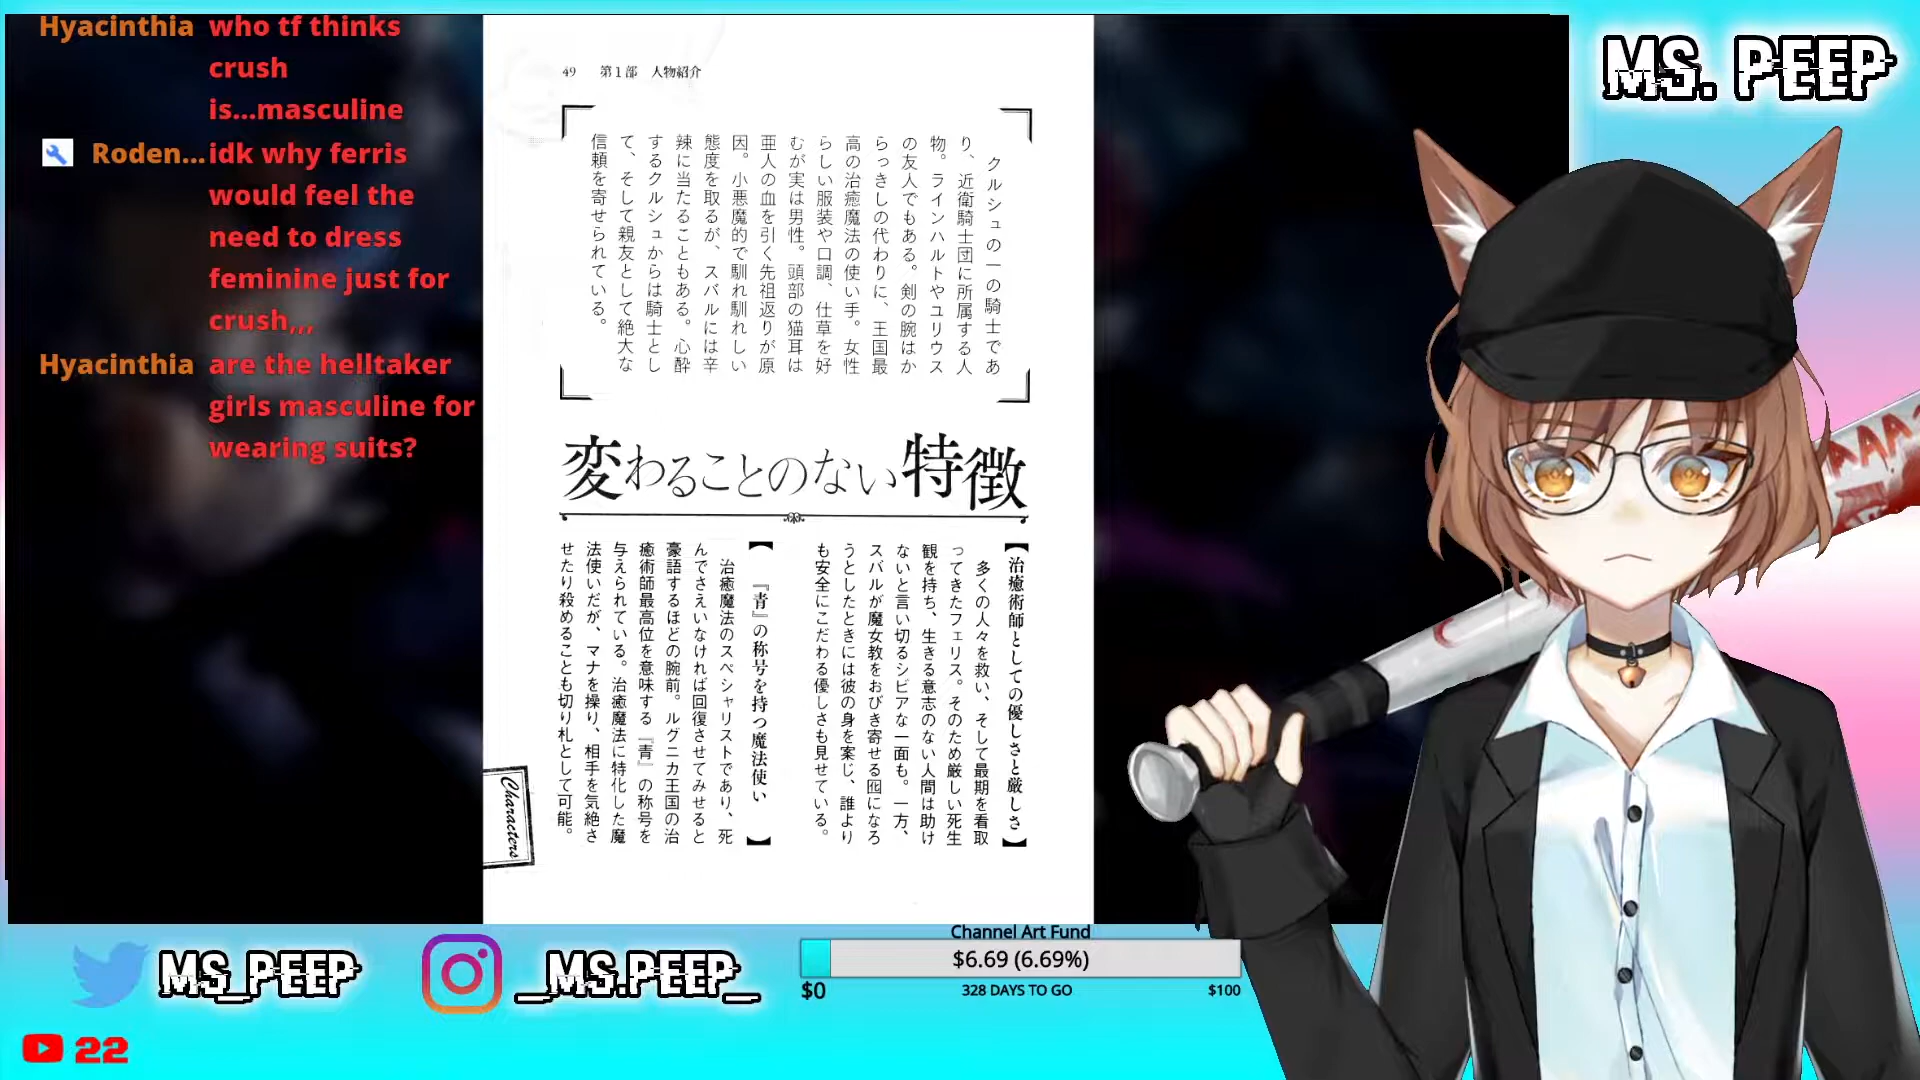 Hyacinthia who tf thinks
crush
is...masculine
Roden... idk why ferris
would feel the
need to dress
feminine just for
crush,,,
Hyacinthia are the helltaker
girls masculine for
wearing suits?
49 第1部 人物紹介
クルシュの一の騎士であ
り、近衛騎士団に所属する人
物。ラインハルトやユリウス
の友人でもある。剣の腕はか
らっきしの代わりに、王国最
高の治癒魔法の使い手。女性
らしい服装や口調、仕草を好
むが実は男性。頭部の猫耳は
亜人の血を引く先祖返りが原
因。小悪魔的で馴れ馴れしい
態度を取るが、スバルには辛
辣に当たることもある。心酔
するクルシュからは騎士とし
て、そして親友として絶大な
信頼を寄せられている。
変わることのない特徴
【治癒術師としての優しさと厳しさ】
多くの人々を救い、そして最期を看取
ってきたフェリス。そのため厳しい死生
観を持ち、生きる意志のない人間は助け
ないと言い切るシビアな一面も。一方、
スバルが魔女教をおびき寄せる囮になろ
うとしたときには彼の身を案じ、誰より
も安全にこだわる優しさも見せている。
【『青』の称号を持つ魔法使い】
治癒魔法のスペシャリストであり、死
んでさえいなければ回復させてみせると
豪語するほどの腕前。ルグニカ王国の治
癒術師最高位を意味する『青』の称号を
与えられている。治癒魔法に特化した魔
法使いだが、マナを操り、相手を気絶さ
せたり殺めることも切り札として可能。
Characters
MS. PEEP
AAA
MS_PEEP
_MS.PEEP_
Channel Art Fund
$6.69 (6.69%)
$0 328 DAYS TO GO $100
22